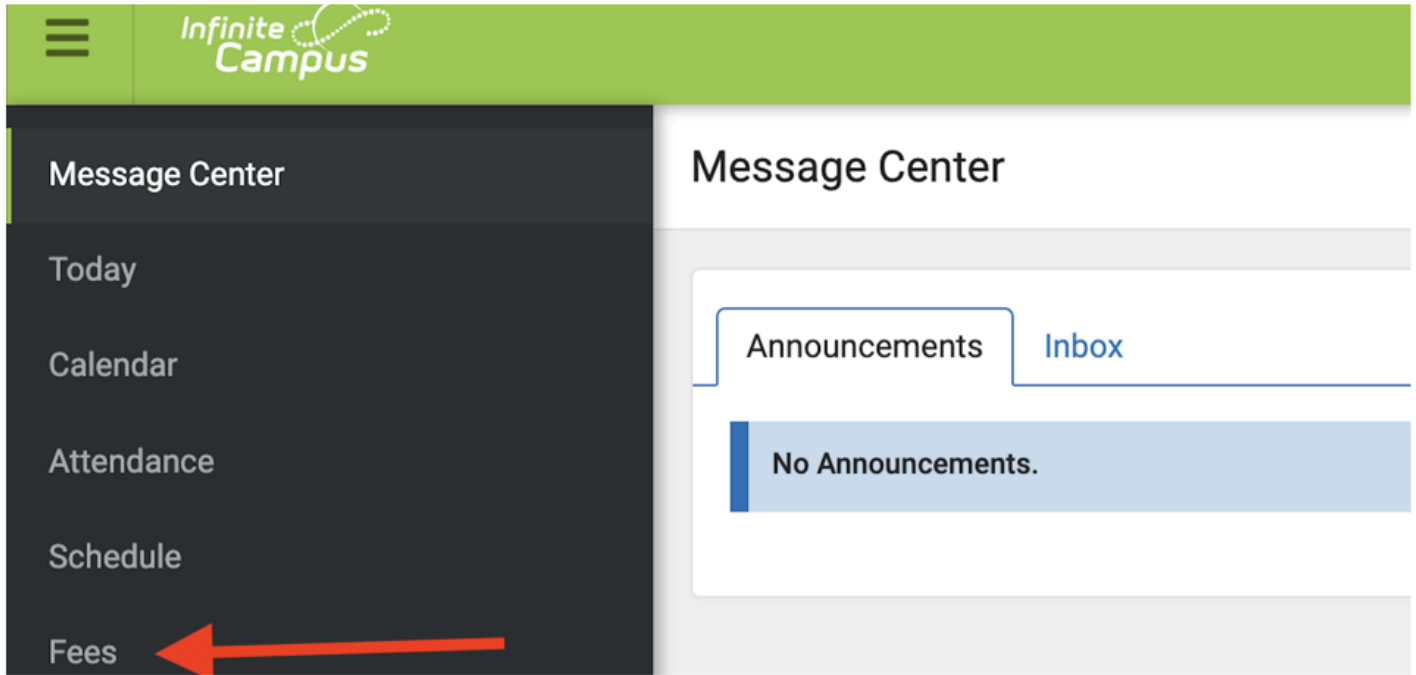 Infinite
Campus
Message Center
Today
Calendar
Attendance
Schedule
Fees
Message Center
Announcements Inbox
No Announcements.